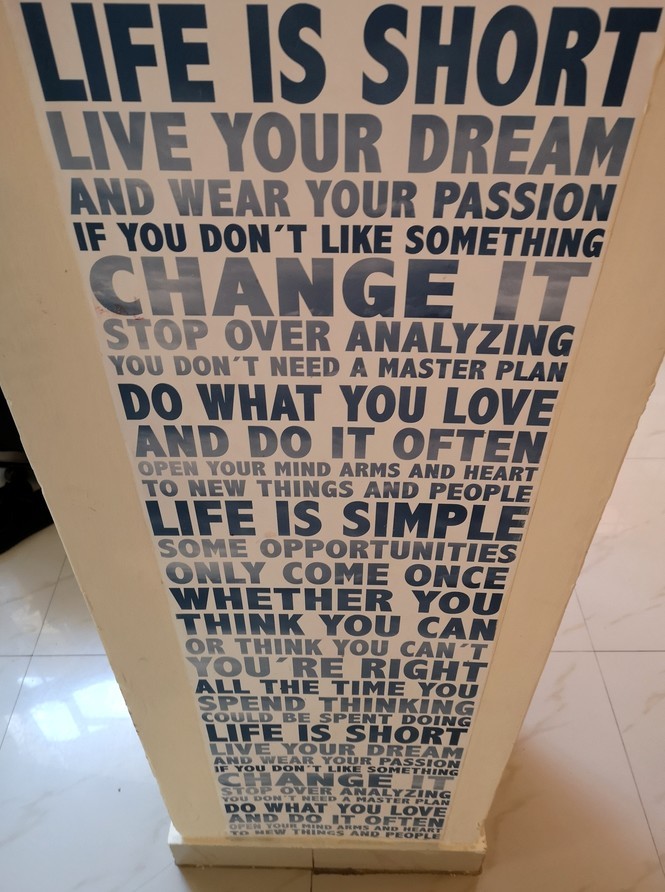 LIFE IS SHORT
LIVE YOUR DREAM
AND WEAR YOUR PASSION
IF YOU DON´T LIKE SOMETHING
CHANGE IT
STOP OVER ANALYZING
YOU DON´T NEED A MASTER PLAN
DO WHAT YOU LOVE
AND DO IT OFTEN
OPEN YOUR MIND ARMS AND HEART
TO NEW THINGS AND PEOPLE
LIFE IS SIMPLE
SOME OPPORTUNITIES
ONLY COME ONCE
WHETHER YOU
THINK YOU CAN
OR THINK YOU CAN´T
YOU´RE RIGHT
ALL THE TIME YOU
SPEND THINKING
COULD BE SPENT DOING
LIFE IS SHORT
LIVE YOUR DREAM
AND WEAR YOUR PASSION
IF YOU DON´T LIKE SOMETHING
CHANGE IT
STOP OVER ANALYZING
YOU DON´T NEED A MASTER PLAN
DO WHAT YOU LOVE
AND DO IT OFTEN
OPEN YOUR MIND ARMS AND HEART
TO NEW THINGS AND PEOPLE